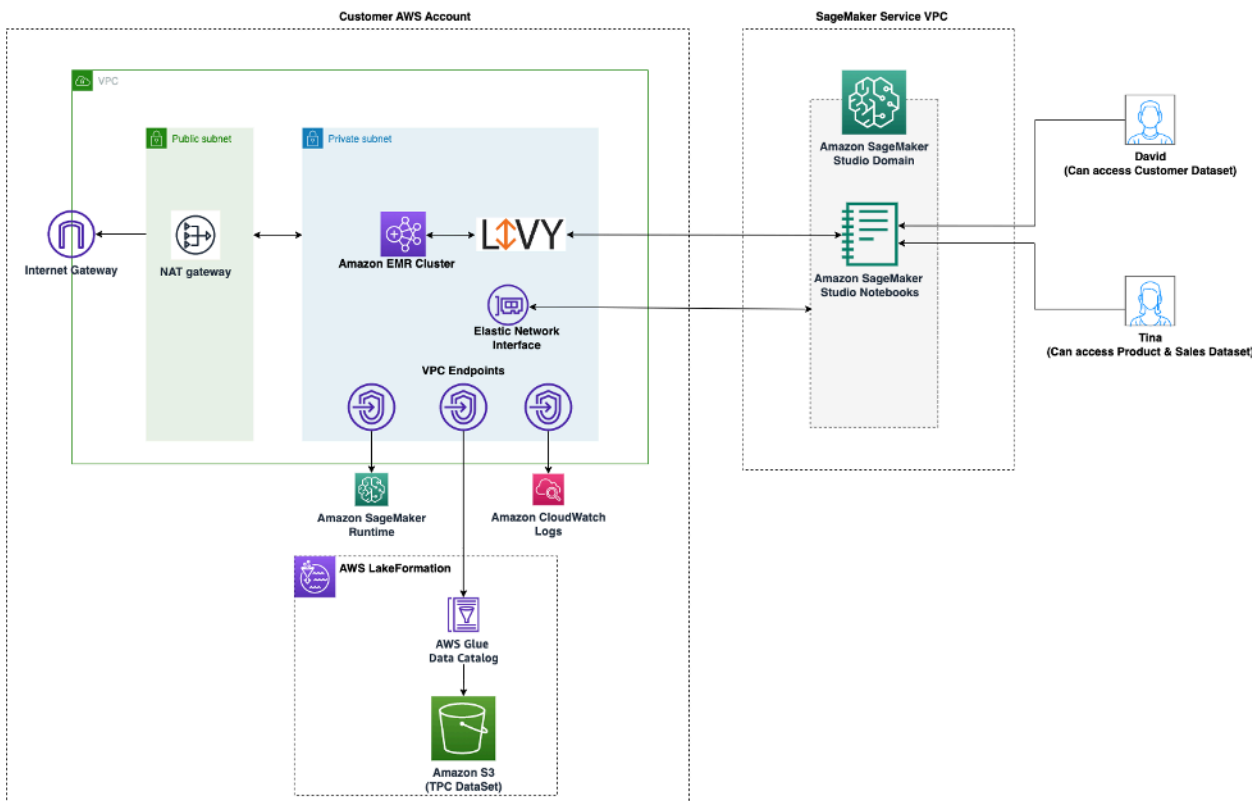 Customer AWS Account
SageMaker Service VPC
VPC
Public subnet
Private subnet
Amazon SageMaker
Studio Domain
David
(Can access Customer Dataset)
LIVY
Internet Gateway
NAT gateway
Amazon EMR Cluster
Amazon SageMaker
Studio Notebooks
Elastic Network
Interface
Tina
(Can access Product & Sales Dataset)
VPC Endpoints
Amazon SageMaker
Runtime
Amazon CloudWatch
Logs
AWS LakeFormation
AWS Glue
Data Catalog
Amazon S3
(TPC DataSet)